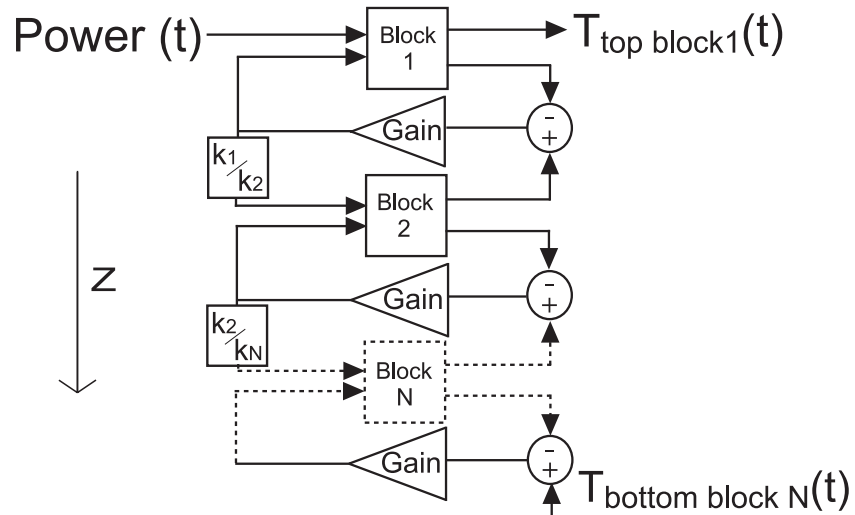 Power (t)
Block
1
T top block1(t)
-
+
Gain
k1/k2
Block
2
-
+
Gain
k2/kN
Z
Block
N
-
+
Gain
T bottom block N(t)